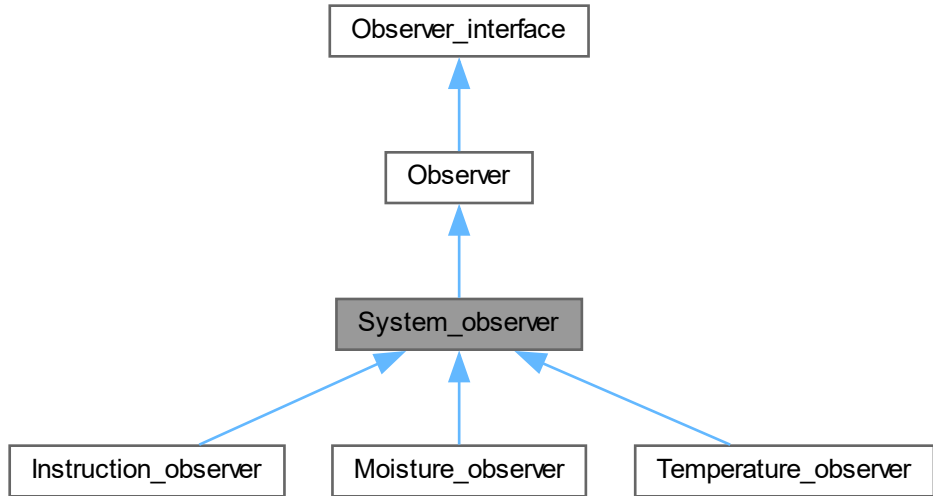 Observer_interface
Observer
System_observer
Instruction_observer
Moisture_observer
Temperature_observer